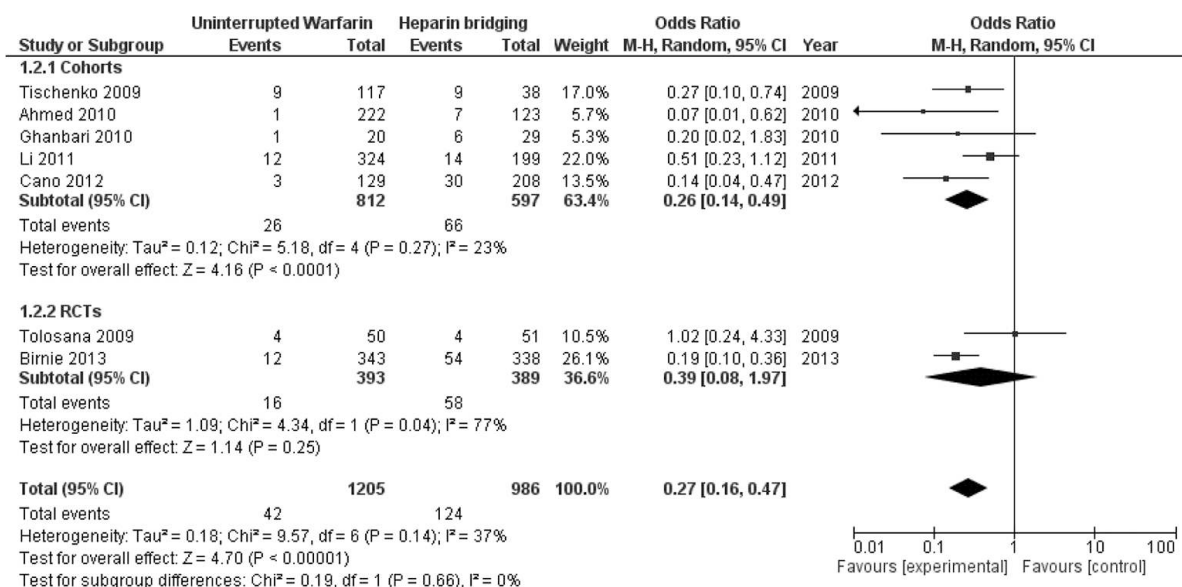 Uninterrupted Warfarin Heparin bridging Odds Ratio Odds Ratio
Study or Subgroup Events Total Events Total Weight M-H, Random, 95% CI Year M-H, Random, 95% CI
1.2.1 Cohorts
Tischenko 2009 9 117 9 38 17.0% 0.27 [0.10, 0.74] 2009
Ahmed 2010 1 222 7 123 5.7% 0.07 [0.01, 0.62] 2010
Ghanbari 2010 1 20 6 29 5.3% 0.20 [0.02, 1.83] 2010
Li 2011 12 324 14 199 22.0% 0.51 [0.23, 1.12] 2011
Cano 2012 3 129 30 208 13.5% 0.14 [0.04, 0.47] 2012
Subtotal (95% CI) 812 597 63.4% 0.26 [0.14, 0.49]
Total events 26 66
Heterogeneity: Tau² = 0.12; Chi² = 5.18, df = 4 (P = 0.27); I² = 23%
Test for overall effect: Z = 4.16 (P < 0.0001)
1.2.2 RCTs
Tolosana 2009 4 50 4 51 10.5% 1.02 [0.24, 4.33] 2009
Birnie 2013 12 343 54 338 26.1% 0.19 [0.10, 0.36] 2013
Subtotal (95% CI) 393 389 36.6% 0.39 [0.08, 1.97]
Total events 16 58
Heterogeneity: Tau² = 1.09; Chi² = 4.34, df = 1 (P = 0.04); I² = 77%
Test for overall effect: Z = 1.14 (P = 0.25)
Total (95% CI) 1205 986 100.0% 0.27 [0.16, 0.47]
Total events 42 124
Heterogeneity: Tau² = 0.18; Chi² = 9.57, df = 6 (P = 0.14); I² = 37%
Test for overall effect: Z = 4.70 (P < 0.00001)
Test for subgroup differences: Chi² = 0.19, df = 1 (P = 0.66), I² = 0%
0.01 0.1 1 10 100
Favours [experimental] Favours [control]